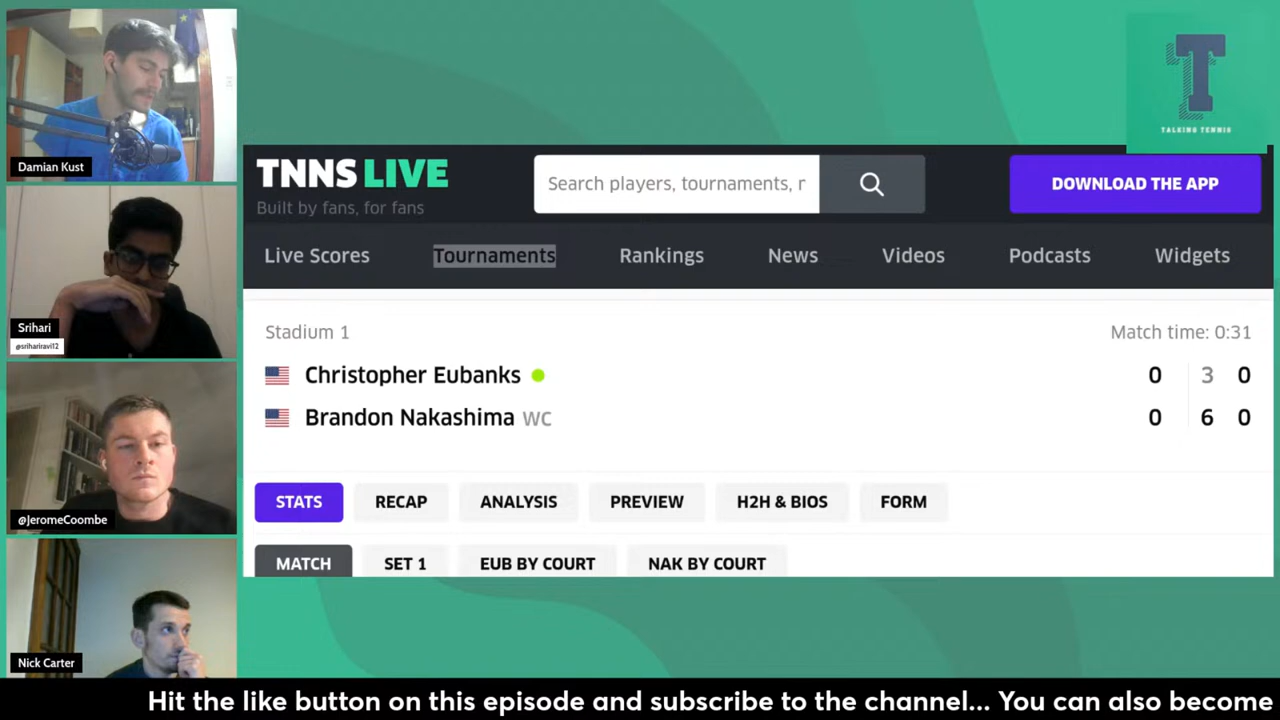 T
TALKING TENNIS
Damian Kust
Srihari
@srihariravi12
@JeromeCoombe
Nick Carter
TNNS LIVE
Built by fans, for fans
Search players, tournaments, r
DOWNLOAD THE APP
Live Scores Tournaments Rankings News Videos Podcasts Widgets
Stadium 1 Match time: 0:31
Christopher Eubanks 0 3 0
Brandon Nakashima WC 0 6 0
STATS RECAP ANALYSIS PREVIEW H2H & BIOS FORM
MATCH SET 1 EUB BY COURT NAK BY COURT
Hit the like button on this episode and subscribe to the channel... You can also become